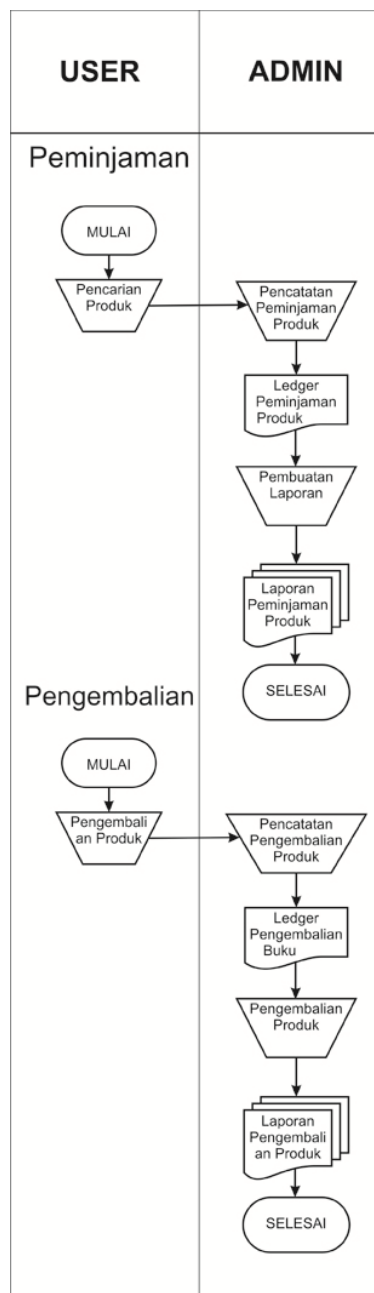 USER
ADMIN
Peminjaman
MULAI
Pencarian
Produk
Pencatatan
Peminjaman
Produk
Ledger
Peminjaman
Produk
Pembuatan
Laporan
Laporan
Peminjaman
Produk
SELESAI
Pengembalian
MULAI
Pengembali
an Produk
Pencatatan
Pengembalian
Produk
Ledger
Pengembalian
Buku
Pengembalian
Produk
Laporan
Pengembali
an Produk
SELESAI